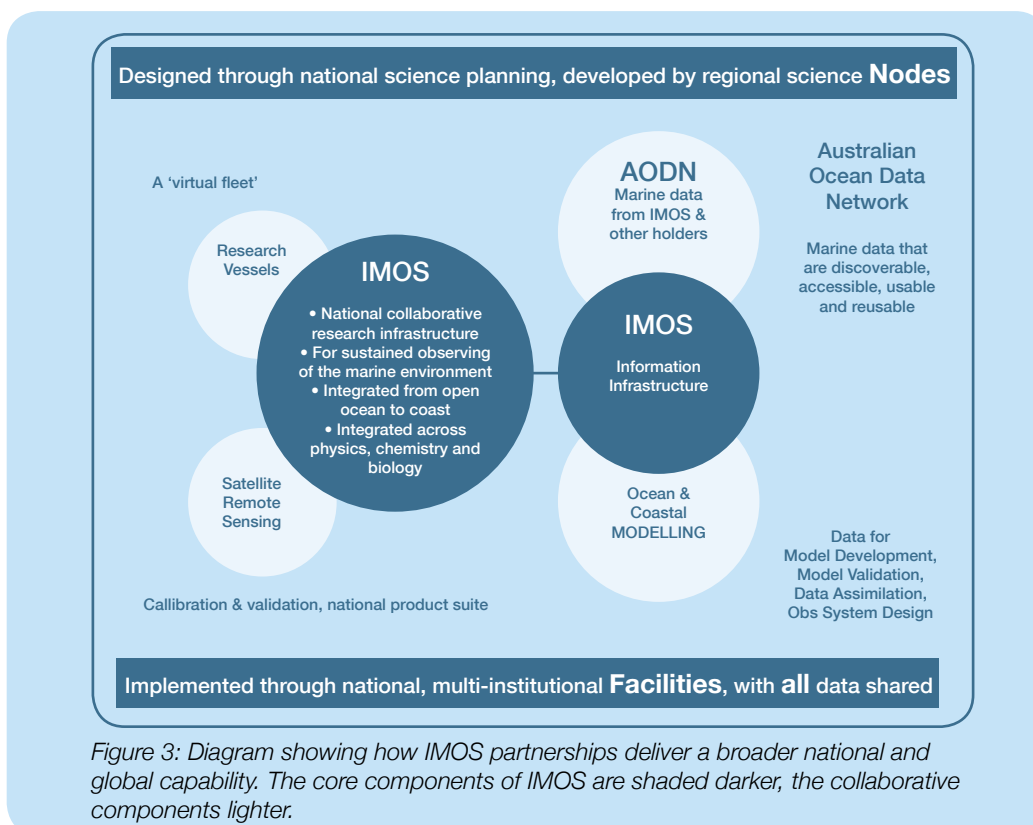 Designed through national science planning, developed by regional science Nodes
A ‘virtual fleet’
Research
Vessels
IMOS
• National collaborative
research infrastructure
• For sustained observing
of the marine environment
• Integrated from open
ocean to coast
• Integrated across
physics, chemistry and
biology
Satellite
Remote
Sensing
Callibration & validation, national product suite
AODN
Marine data
from IMOS &
other holders
IMOS
Information
Infrastructure
Ocean &
Coastal
MODELLING
Australian
Ocean Data
Network
Marine data that
are discoverable,
accessible, usable
and reusable
Data for
Model Development,
Model Validation,
Data Assimilation,
Obs System Design
Implemented through national, multi-institutional Facilities, with all data shared
Figure 3: Diagram showing how IMOS partnerships deliver a broader national and
global capability. The core components of IMOS are shaded darker, the collaborative
components lighter.